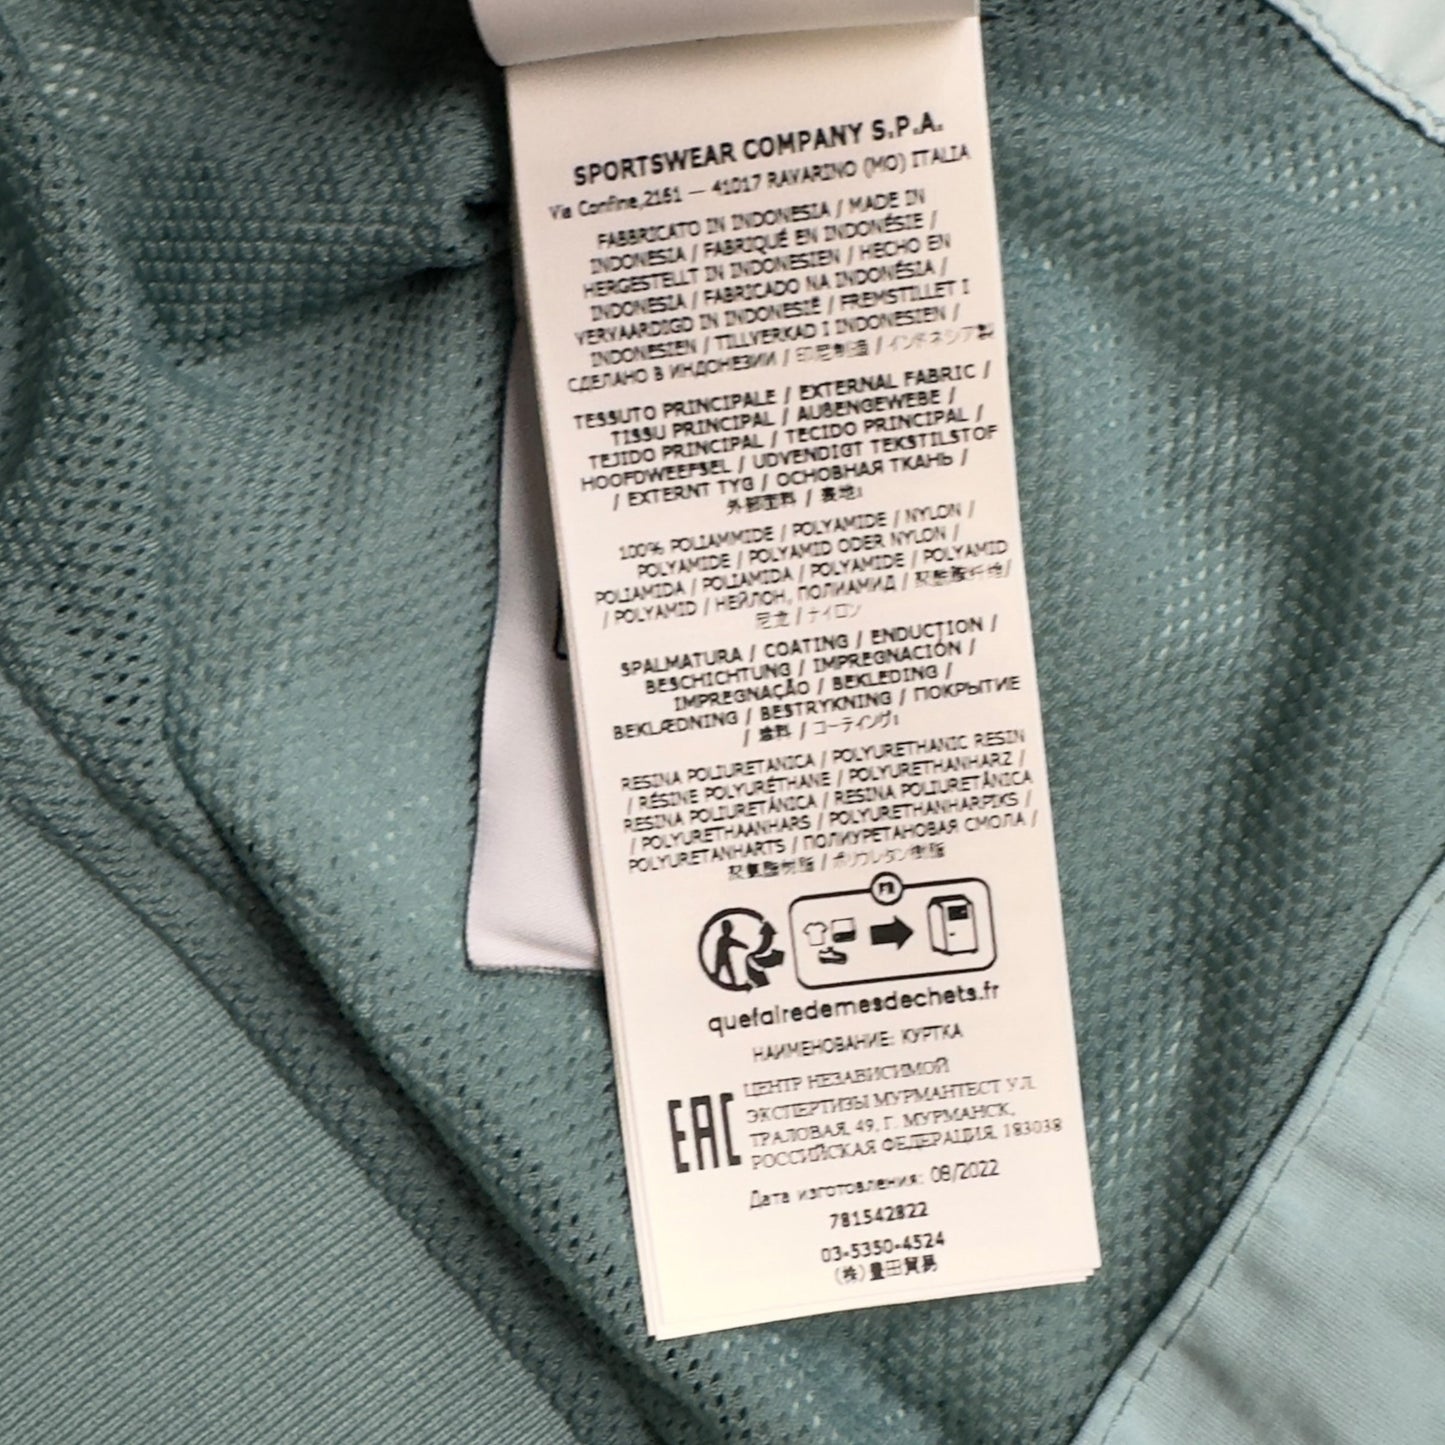 SPORTSWEAR COMPANY S.P.A.
Via Confine,2161 — 41017 RAVARINO (MO) ITALIA
FABBRICATO IN INDONESIA / MADE IN
INDONESIA / FABRIQUÉ EN INDONÉSIE /
HERGESTELLT IN INDONESIEN / HECHO EN
INDONESIA / FABRICADO NA INDONÉSIA /
VERVAARDIGD IN INDONESIË / FREMSTILLET I
INDONESIEN / TILLVERKAD I INDONESIEN /
СДЕЛАНО В ИНДОНЕЗИИ / 印尼制造 / インドネシア製
TESSUTO PRINCIPALE / EXTERNAL FABRIC /
TISSU PRINCIPAL / AUßENGEWEBE /
TEJIDO PRINCIPAL / TECIDO PRINCIPAL /
HOOFDWEEFSEL / UDVENDIGT TEKSTILSTOF
/ EXTERNT TYG / ОСНОВНАЯ ТКАНЬ /
外部面料 / 表地:
100% POLIAMMIDE / POLYAMIDE / NYLON /
POLYAMIDE / POLYAMID ODER NYLON /
POLIAMIDA / POLIAMIDA / POLYAMIDE / POLYAMID
/ POLYAMID / НЕЙЛОН, ПОЛИАМИД / 聚酰胺纤维/
尼龙 / ナイロン
SPALMATURA / COATING / ENDUCTION /
BESCHICHTUNG / IMPREGNACIÓN /
IMPREGNAÇÃO / BEKLEDING /
BEKLÆDNING / BESTRYKNING / ПОКРЫТИЕ
/ 塗料 / コーティング:
RESINA POLIURETANICA / POLYURETHANIC RESIN
/ RÉSINE POLYURÉTHANE / POLYURETHANHARZ /
RESINA POLIURETÁNICA / RESINA POLIURETÂNICA
/ POLYURETHAANHARS / POLYURETHANHARPIKS /
POLYURETANHARTS / ПОЛИУРЕТАНОВАЯ СМОЛА /
聚氨酯树脂 / ポリウレタン樹脂
FR
quefairedemesdechets.fr
НАИМЕНОВАНИЕ: КУРТКА
EAC
ЦЕНТР НЕЗАВИСИМОЙ
ЭКСПЕРТИЗЫ МУРМАНТЕСТ УЛ.
ТРАЛОВАЯ, 49, Г. МУРМАНСК,
РОССИЙСКАЯ ФЕДЕРАЦИЯ, 183038
Дата изготовления: 08/2022
781542822
03-5350-4524
(株)豊田貿易